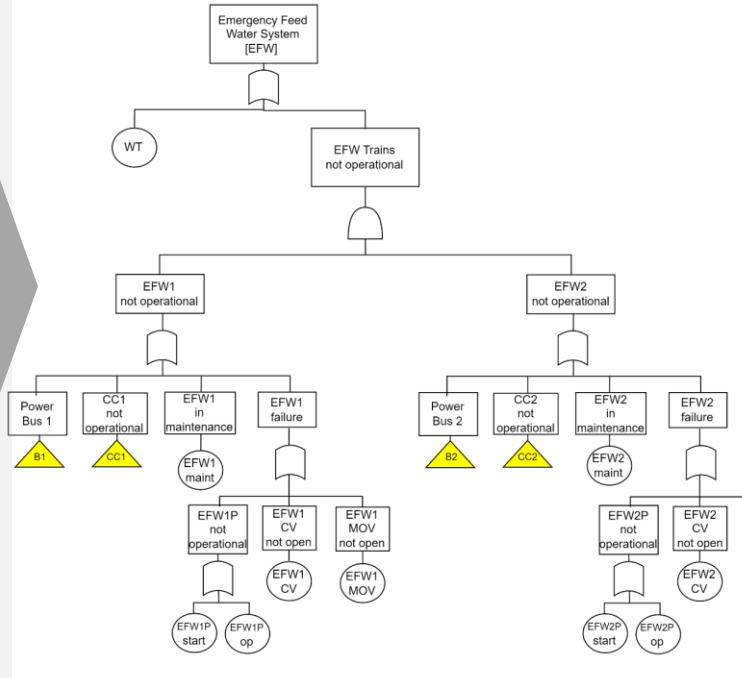 Emergency Feed
Water System
[EFW]
WT
EFW Trains
not operational
EFW1
not operational
EFW2
not operational
Power
Bus 1
CC1
not
operational
EFW1
in
maintenance
EFW1
failure
Power
Bus 2
CC2
not
operational
EFW2
in
maintenance
EFW2
failure
B1
CC1
EFW1
maint
B2
CC2
EFW2
maint
EFW1P
not
operational
EFW1
CV
not open
EFW1
MOV
not open
EFW2P
not
operational
EFW2
CV
not open
EFW1
CV
EFW1
MOV
EFW2
CV
EFW1P
start
EFW1P
op
EFW2P
start
EFW2P
op